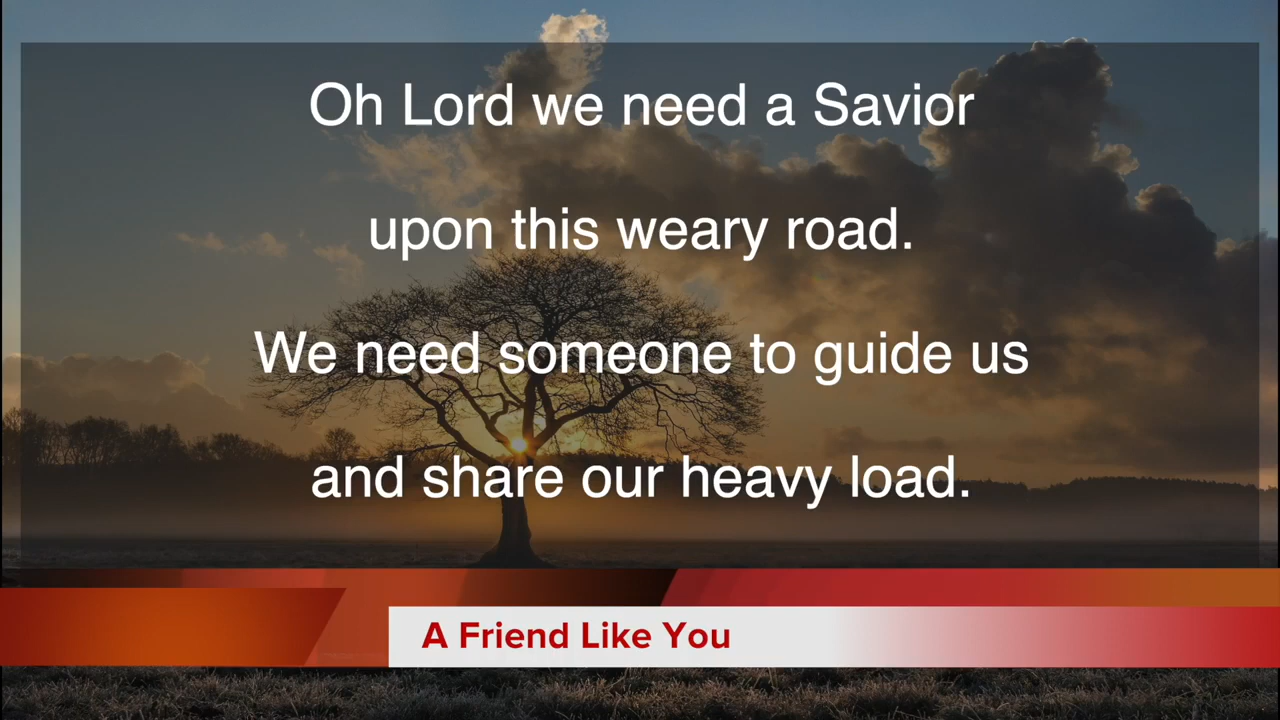 Oh Lord we need a Savior
upon this weary road.
We need someone to guide us
and share our heavy load.
A Friend Like You